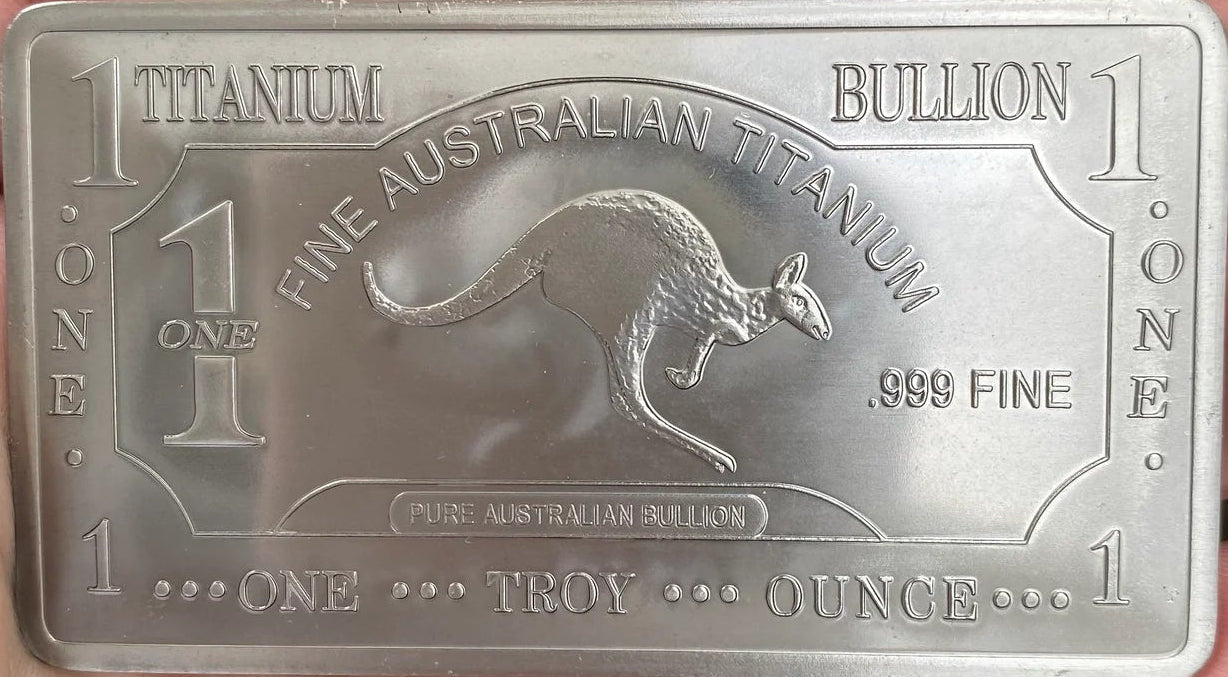 1 TITANIUM BULLION 1
FINE AUSTRALIAN TITANIUM
· ONE ·
1
ONE
.999 FINE
· ONE ·
PURE AUSTRALIAN BULLION
1 ••• ONE ••• TROY ••• OUNCE ••• 1